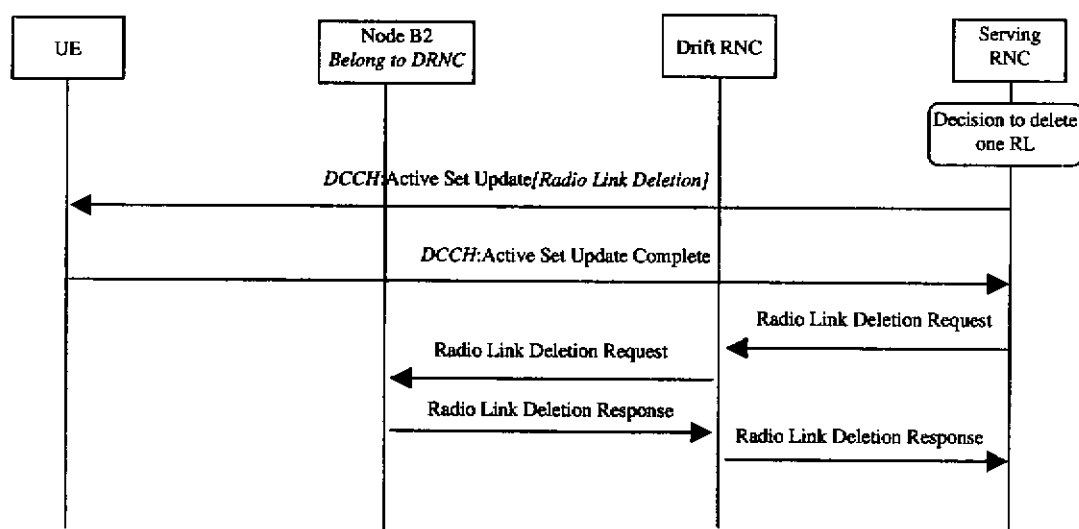 UE
Node B2
Belong to DRNC
Drift RNC
Serving
RNC
Decision to delete
one RL
DCCH:Active Set Update[Radio Link Deletion]
DCCH:Active Set Update Complete
Radio Link Deletion Request
Radio Link Deletion Request
Radio Link Deletion Response
Radio Link Deletion Response